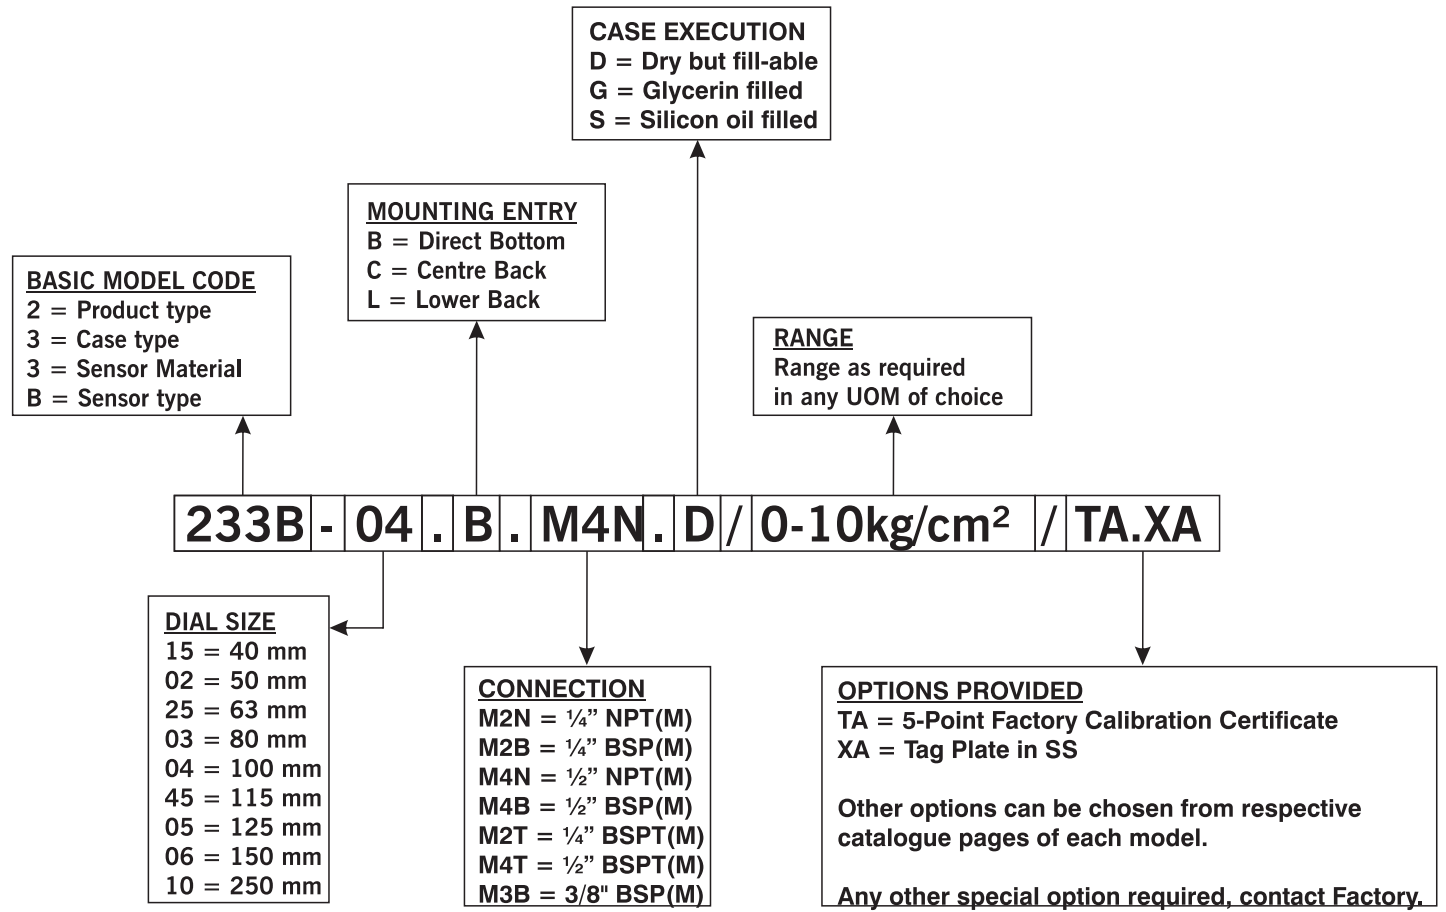 CASE EXECUTION
D = Dry but fill-able
G = Glycerin filled
S = Silicon oil filled
MOUNTING ENTRY
B = Direct Bottom
C = Centre Back
L = Lower Back
BASIC MODEL CODE
2 = Product type
3 = Case type
3 = Sensor Material
B = Sensor type
RANGE
Range as required
in any UOM of choice
233B - 04 . B . M4N . D / 0-10kg/cm² / TA.XA
DIAL SIZE
15 = 40 mm
02 = 50 mm
25 = 63 mm
03 = 80 mm
04 = 100 mm
45 = 115 mm
05 = 125 mm
06 = 150 mm
10 = 250 mm
CONNECTION
M2N = ¼” NPT(M)
M2B = ¼” BSP(M)
M4N = ½” NPT(M)
M4B = ½” BSP(M)
M2T = ¼” BSPT(M)
M4T = ½” BSPT(M)
M3B = 3/8" BSP(M)
OPTIONS PROVIDED
TA = 5-Point Factory Calibration Certificate
XA = Tag Plate in SS
Other options can be chosen from respective
catalogue pages of each model.
Any other special option required, contact Factory.